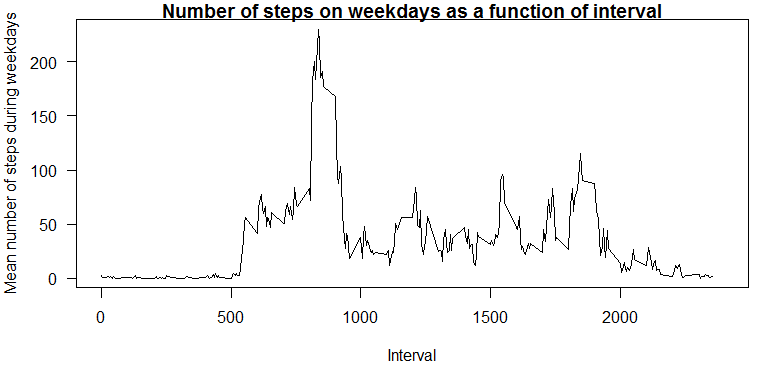 Number of steps on weekdays as a function of interval
Mean number of steps during weekdays
200
150
100
50
0
0 500 1000 1500 2000
Interval